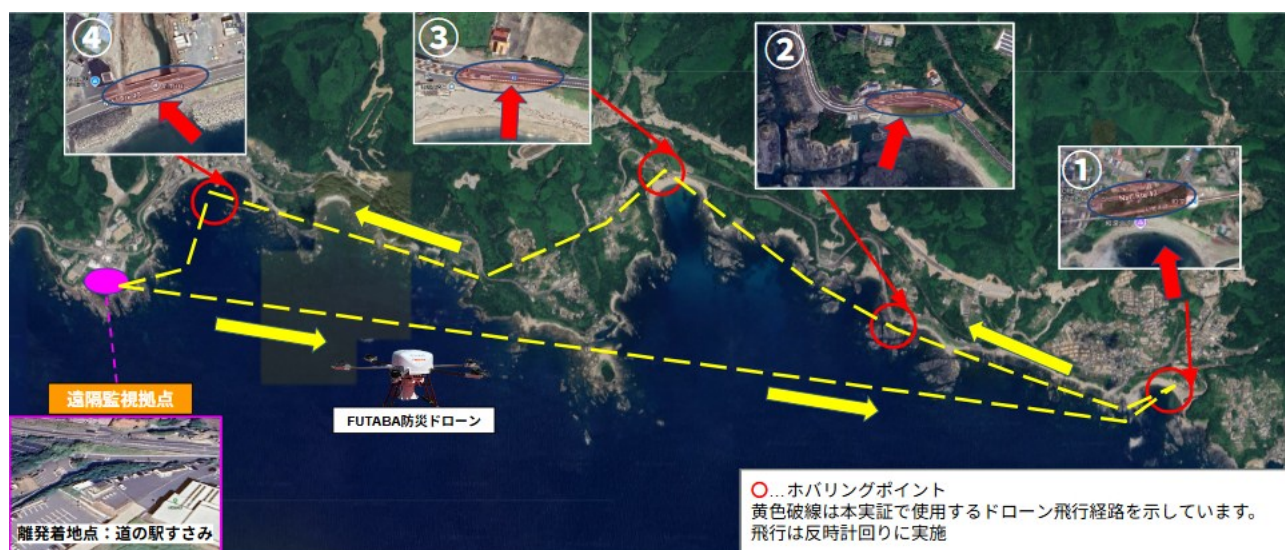 ④
③
②
①
遠隔監視拠点
FUTABA防災ドローン
離発着地点：道の駅すさみ
○…ホバリングポイント
黄色破線は本実証で使用するドローン飛行経路を示しています。
飛行は反時計回りに実施